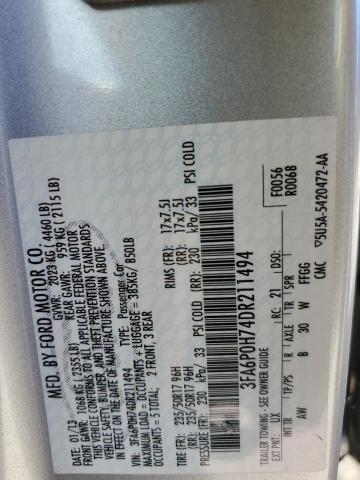 MFD. BY FORD MOTOR CO.
01/13 GVWR: 2023 KG ( 4460 LB)
FRONT GAWR: 1068 KG ( 2353 LB) REAR GAWR: 959 KG ( 2115 LB)
THIS VEHICLE CONFORMS TO ALL APPLICABLE FEDERAL MOTOR VEHICLE
SAFETY, BUMPER, AND THEFT PREVENTION STANDARDS
IN EFFECT ON THE DATE OF MANUFACTURE SHOWN ABOVE.
VIN: 3FA6P0H74DR211494 TYPE: Passenger Car
MAXIMUM LOAD = OCCUPANTS + LUGGAGE = 385KG/ 850LB
OCCUPANTS: 5 TOTAL: 2 FRONT, 3 REAR
TIRE (FR): 235/50R17 96H RIMS (FR): 17x7.5J
TIRE (RR): 235/50R17 96H (RR): 17x7.5J
PRESSURE (FR): 230 kPa/ 33 PSI COLD (RR): 230 kPa/ 33 PSI COLD
3FA6P0H74DR211494
F0056
R0068
TRAILER TOWING - SEE OWNER GUIDE
EXT PNT: UX RC: 21 DSO:
INT TR TP/PS R AXLE TR SPR
AW B 30 W FFGG
CMC
5U5A-5420472-AA